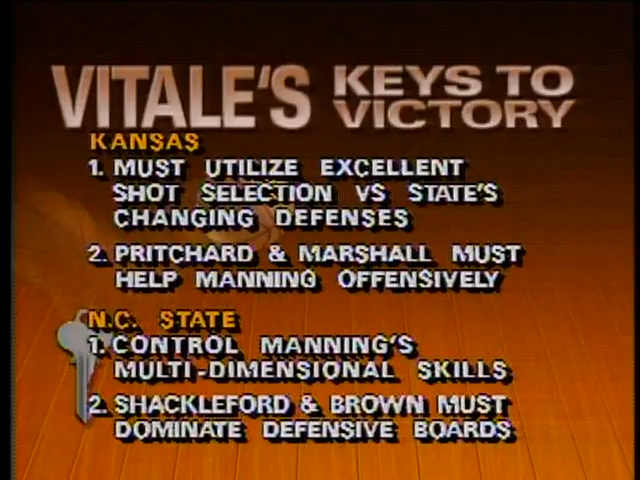 VITALE'S KEYS TO VICTORY
KANSAS
1. MUST UTILIZE EXCELLENT
SHOT SELECTION VS STATE'S
CHANGING DEFENSES
2. PRITCHARD & MARSHALL MUST
HELP MANNING OFFENSIVELY
N.C. STATE
1. CONTROL MANNING'S
MULTI-DIMENSIONAL SKILLS
2. SHACKLEFORD & BROWN MUST
DOMINATE DEFENSIVE BOARDS